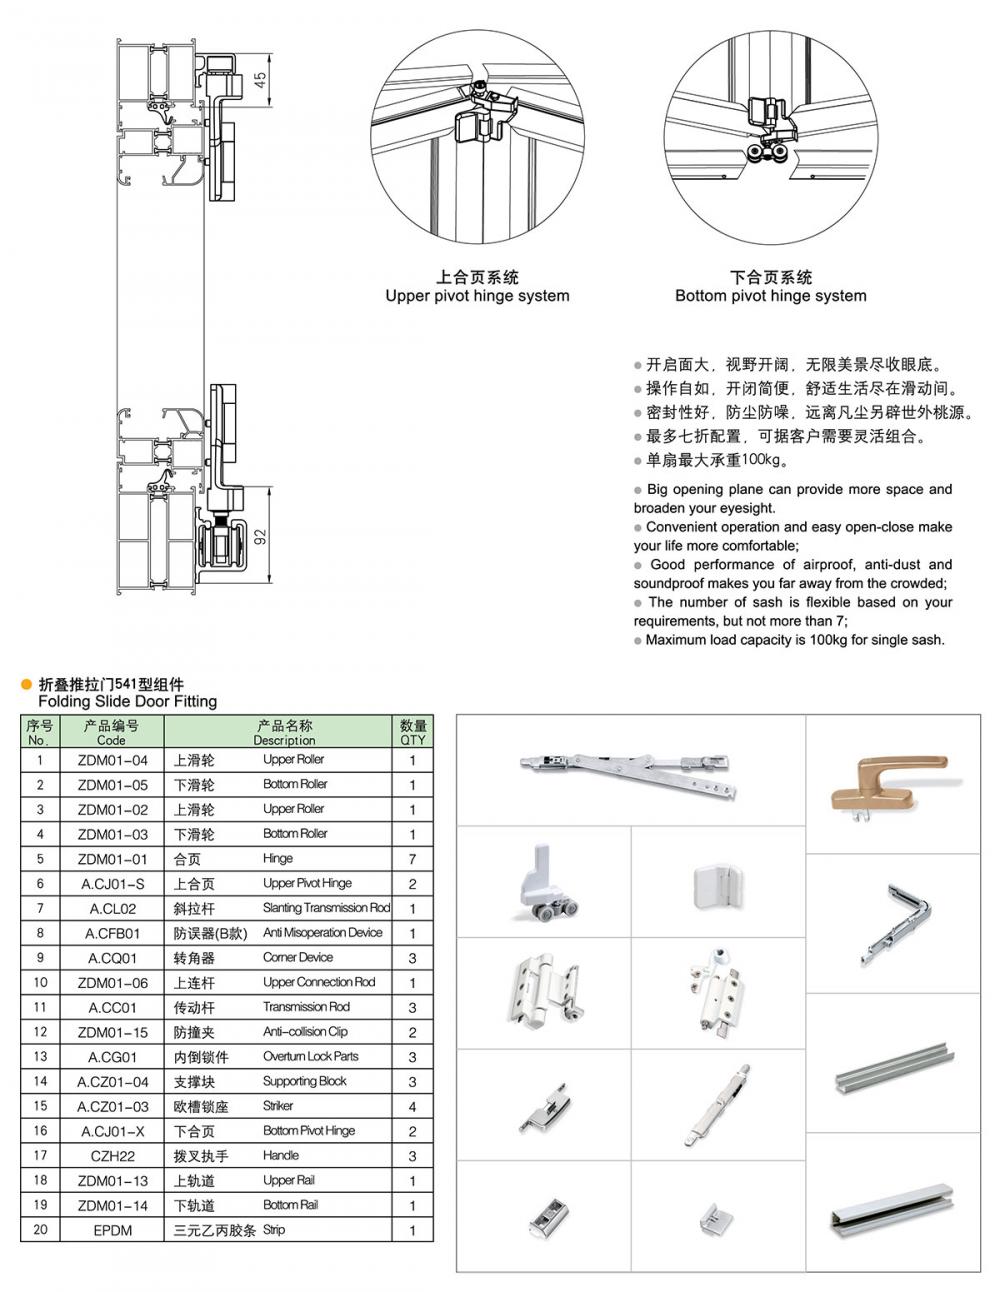 45
上合页系统
Upper pivot hinge system
下合页系统
Bottom pivot hinge system
92
开启面大，视野开阔，无限美景尽收眼底。
操作自如，开闭简便，舒适生活尽在滑动间。
密封性好，防尘防噪，远离凡尘另辟世外桃源。
最多七折配置，可据客户需要灵活组合。
单扇最大承重100kg。
Big opening plane can provide more space and
broaden your eyesight.
Convenient operation and easy open-close make
your life more comfortable;
Good performance of airproof, anti-dust and
soundproof makes you far away from the crowded;
The number of sash is flexible based on your
requirements, but not more than 7;
Maximum load capacity is 100kg for single sash.
折叠推拉门541型组件
Folding Slide Door Fitting
序号 产品编号 产品名称 数量
No. Code Description QTY
1 ZDM01-04 上滑轮 Upper Roller 1
2 ZDM01-05 下滑轮 Bottom Roller 1
3 ZDM01-02 上滑轮 Upper Roller 1
4 ZDM01-03 下滑轮 Bottom Roller 1
5 ZDM01-01 合页 Hinge 7
6 A.CJ01-S 上合页 Upper Pivot Hinge 2
7 A.CL02 斜拉杆 Slanting Transmission Rod 1
8 A.CFB01 防误器(B款) Anti Misoperation Device 1
9 A.CQ01 转角器 Corner Device 3
10 ZDM01-06 上连杆 Upper Connection Rod 1
11 A.CC01 传动杆 Transmission Rod 3
12 ZDM01-15 防撞夹 Anti-collision Clip 2
13 A.CG01 内倒锁件 Overturn Lock Parts 3
14 A.CZ01-04 支撑块 Supporting Block 3
15 A.CZ01-03 欧槽锁座 Striker 4
16 A.CJ01-X 下合页 Bottom Pivot Hinge 2
17 CZH22 拨叉执手 Handle 3
18 ZDM01-13 上轨道 Upper Rail 1
19 ZDM01-14 下轨道 Bottom Rail 1
20 EPDM 三元乙丙胶条 Strip 1